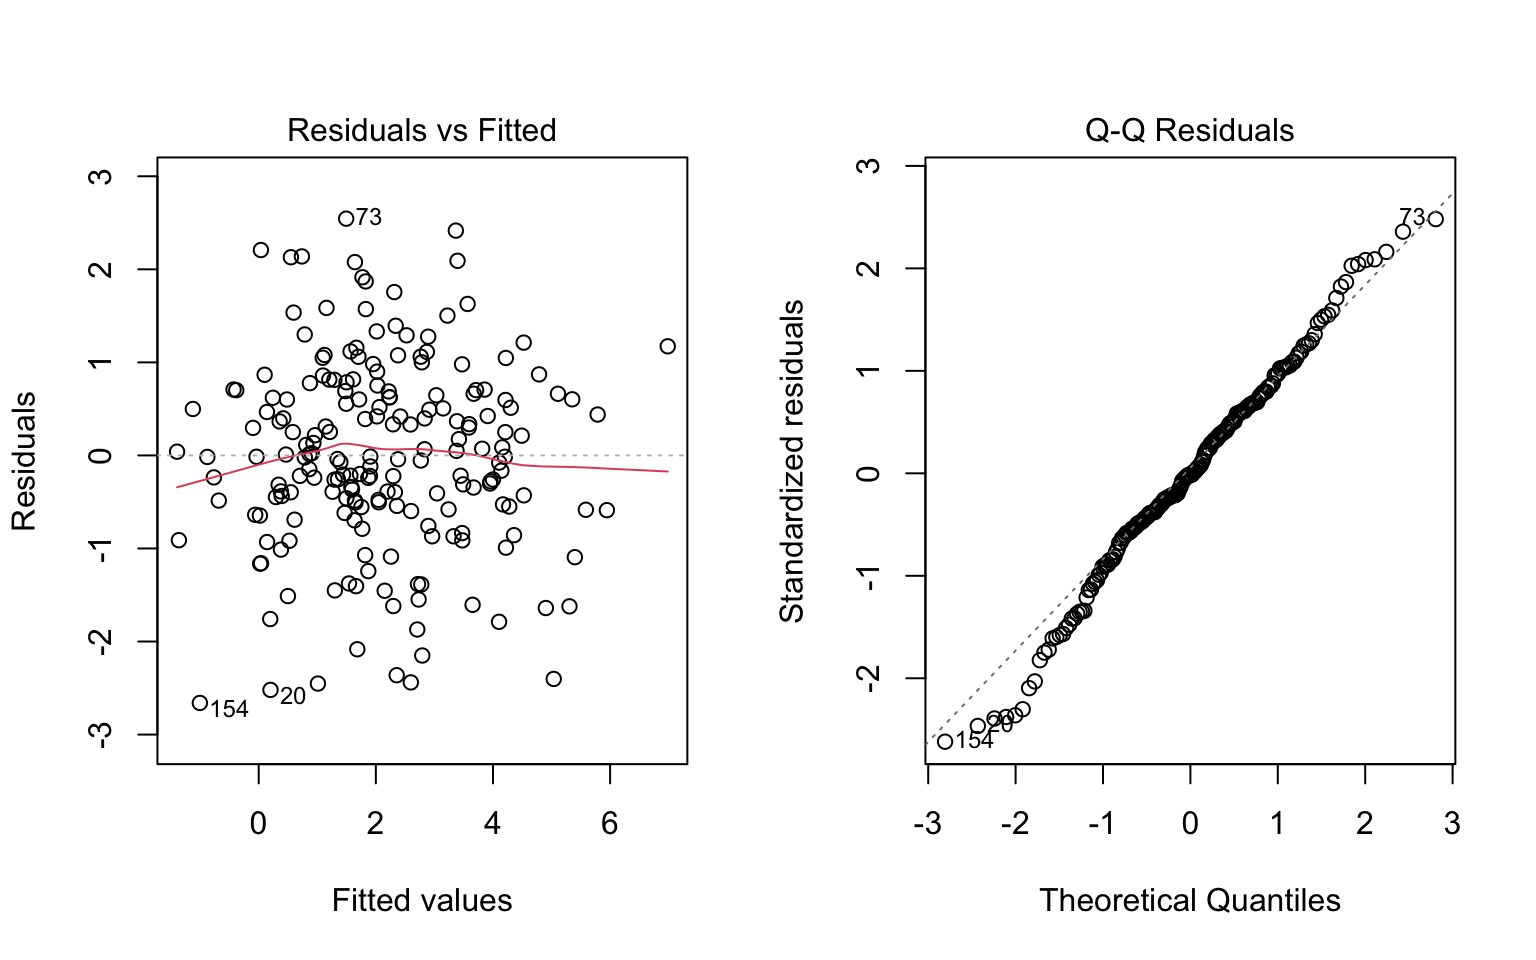 Residuals vs Fitted
3
2
1
0
-1
-2
-3
Residuals
73
20
154
0 2 4 6
Fitted values
Q-Q Residuals
3
2
1
0
-1
-2
Standardized residuals
73
20
154
-3 -2 -1 0 1 2 3
Theoretical Quantiles